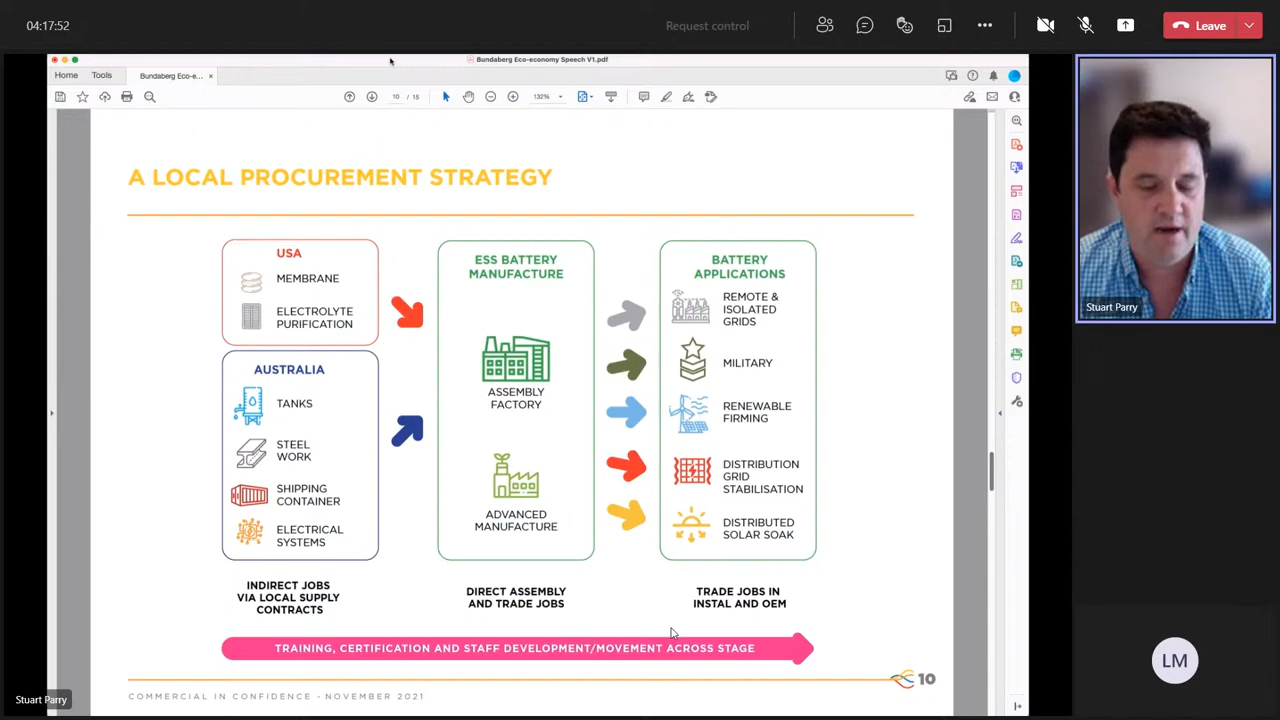 04:17:52
Request control
Leave
Bundaberg Eco-economy Speech V1.pdf
Home
Tools
Bundaberg Eco-e...
10 / 15
132%
A LOCAL PROCUREMENT STRATEGY
USA
MEMBRANE
ELECTROLYTE
PURIFICATION
AUSTRALIA
TANKS
STEEL
WORK
SHIPPING
CONTAINER
ELECTRICAL
SYSTEMS
INDIRECT JOBS
VIA LOCAL SUPPLY
CONTRACTS
ESS BATTERY
MANUFACTURE
ASSEMBLY
FACTORY
ADVANCED
MANUFACTURE
DIRECT ASSEMBLY
AND TRADE JOBS
BATTERY
APPLICATIONS
REMOTE &
ISOLATED
GRIDS
MILITARY
RENEWABLE
FIRMING
DISTRIBUTION
GRID
STABILISATION
DISTRIBUTED
SOLAR SOAK
TRADE JOBS IN
INSTAL AND OEM
TRAINING, CERTIFICATION AND STAFF DEVELOPMENT/MOVEMENT ACROSS STAGE
COMMERCIAL IN CONFIDENCE - NOVEMBER 2021
10
Stuart Parry
Stuart Parry
LM